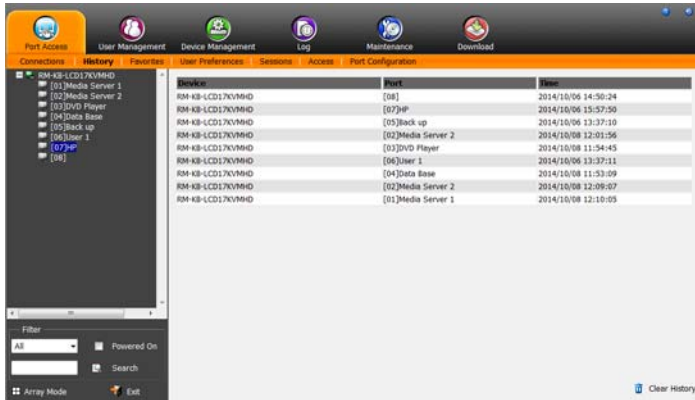 Port Access User Management Device Management Log Maintenance Download
Connections History Favorites User Preferences Sessions Access Port Configuration
RM-KB-LCD17KVMHD
[01]Media Server 1
[02]Media Server 2
[03]DVD Player
[04]Data Base
[05]Back up
[06]User 1
[07]HP
[08]
Device Port Time
RM-KB-LCD17KVMHD [08] 2014/10/06 14:50:24
RM-KB-LCD17KVMHD [07]HP 2014/10/06 15:57:50
RM-KB-LCD17KVMHD [05]Back up 2014/10/06 13:37:10
RM-KB-LCD17KVMHD [02]Media Server 2 2014/10/08 12:01:56
RM-KB-LCD17KVMHD [03]DVD Player 2014/10/08 11:54:45
RM-KB-LCD17KVMHD [06]User 1 2014/10/06 13:37:11
RM-KB-LCD17KVMHD [04]Data Base 2014/10/08 11:53:09
RM-KB-LCD17KVMHD [02]Media Server 2 2014/10/08 12:09:07
RM-KB-LCD17KVMHD [01]Media Server 1 2014/10/08 12:10:05
Filter
All Powered On
Search
Array Mode Exit
Clear History